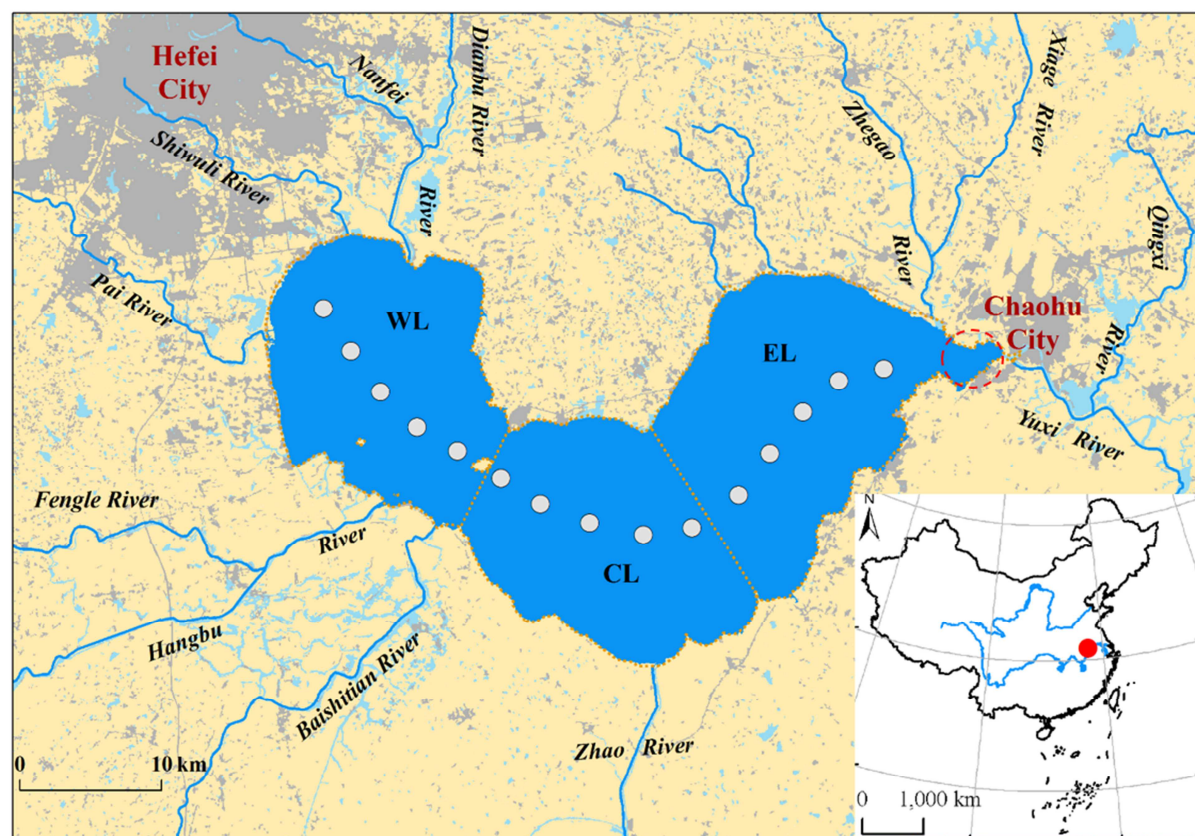 Hefei
City
Nanfei
River
Dianbu River
Shiwuli River
Pai River
WL
Zhegao
River
Xiage River
Qingxi
River
Chaohu
City
EL
Yuxi River
Fengle River
River
Hangbu
Baishitian River
CL
Zhao River
0 10 km
N
0 1,000 km